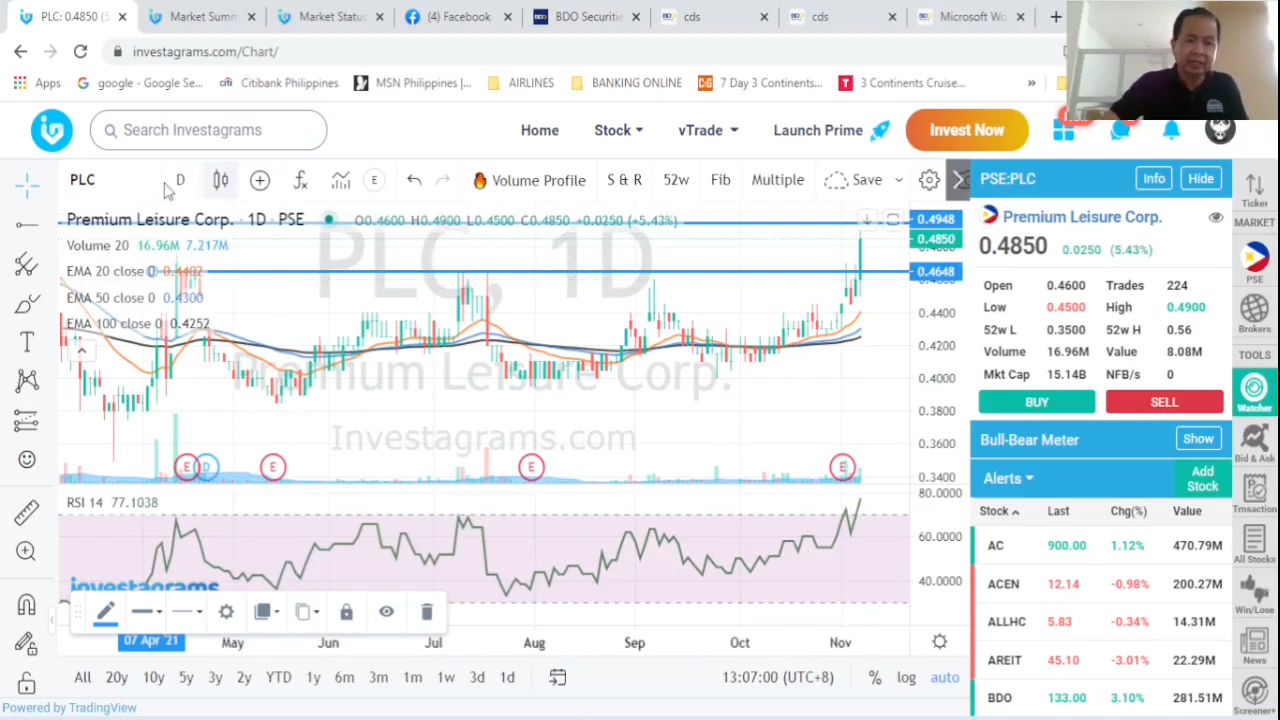 PLC: 0.4850 (5
Market Summ
Market Status
(4) Facebook
BDO Securitie
cds
cds
Microsoft Wo
investagrams.com/Chart/
Apps
google - Google Se...
Citibank Philippines
MSN Philippines |...
AIRLINES
BANKING ONLINE
7 Day 3 Continents...
3 Continents Cruise...
»
Search Investagrams
Home
Stock
vTrade
Launch Prime
Invest Now
PLC
D
E
Volume Profile
S & R
52w
Fib
Multiple
Save
Premium Leisure Corp. · 1D · PSE
O0.4600 H0.4900 L0.4500 C0.4850 +0.0250 (+5.43%)
Volume 20 16.96M 7.217M
EMA 20 close 0 0.4402
EMA 50 close 0 0.4300
EMA 100 close 0 0.4252
PLC, 1D
Premium Leisure Corp.
Investagrams.com
0.4948
0.4850
0.4648
0.4400
0.4200
0.4000
0.3800
0.3600
0.3400
E
D
E
E
E
RSI 14 77.1038
80.0000
60.0000
40.0000
investagrams
07 Apr '21
May
Jun
Jul
Aug
Sep
Oct
Nov
All
20y
10y
5y
3y
2y
YTD
1y
6m
3m
1m
1w
3d
1d
13:07:00 (UTC+8)
%
log
auto
Powered by TradingView
PSE:PLC
Info
Hide
Premium Leisure Corp.
0.4850 0.0250 (5.43%)
Open 0.4600 Trades 224
Low 0.4500 High 0.4900
52w L 0.3500 52w H 0.56
Volume 16.96M Value 8.08M
Mkt Cap 15.14B NFB/s 0
BUY
SELL
Bull-Bear Meter
Show
Alerts
Add Stock
Stock Last Chg(%) Value
AC 900.00 1.12% 470.79M
ACEN 12.14 -0.98% 200.27M
ALLHC 5.83 -0.34% 14.31M
AREIT 45.10 -3.01% 22.29M
BDO 133.00 3.10% 281.51M
Ticker
MARKET
PSE
Brokers
TOOLS
Watcher
Bid & Ask
Trnsaction
All Stocks
Win/Lose
News
Screener+